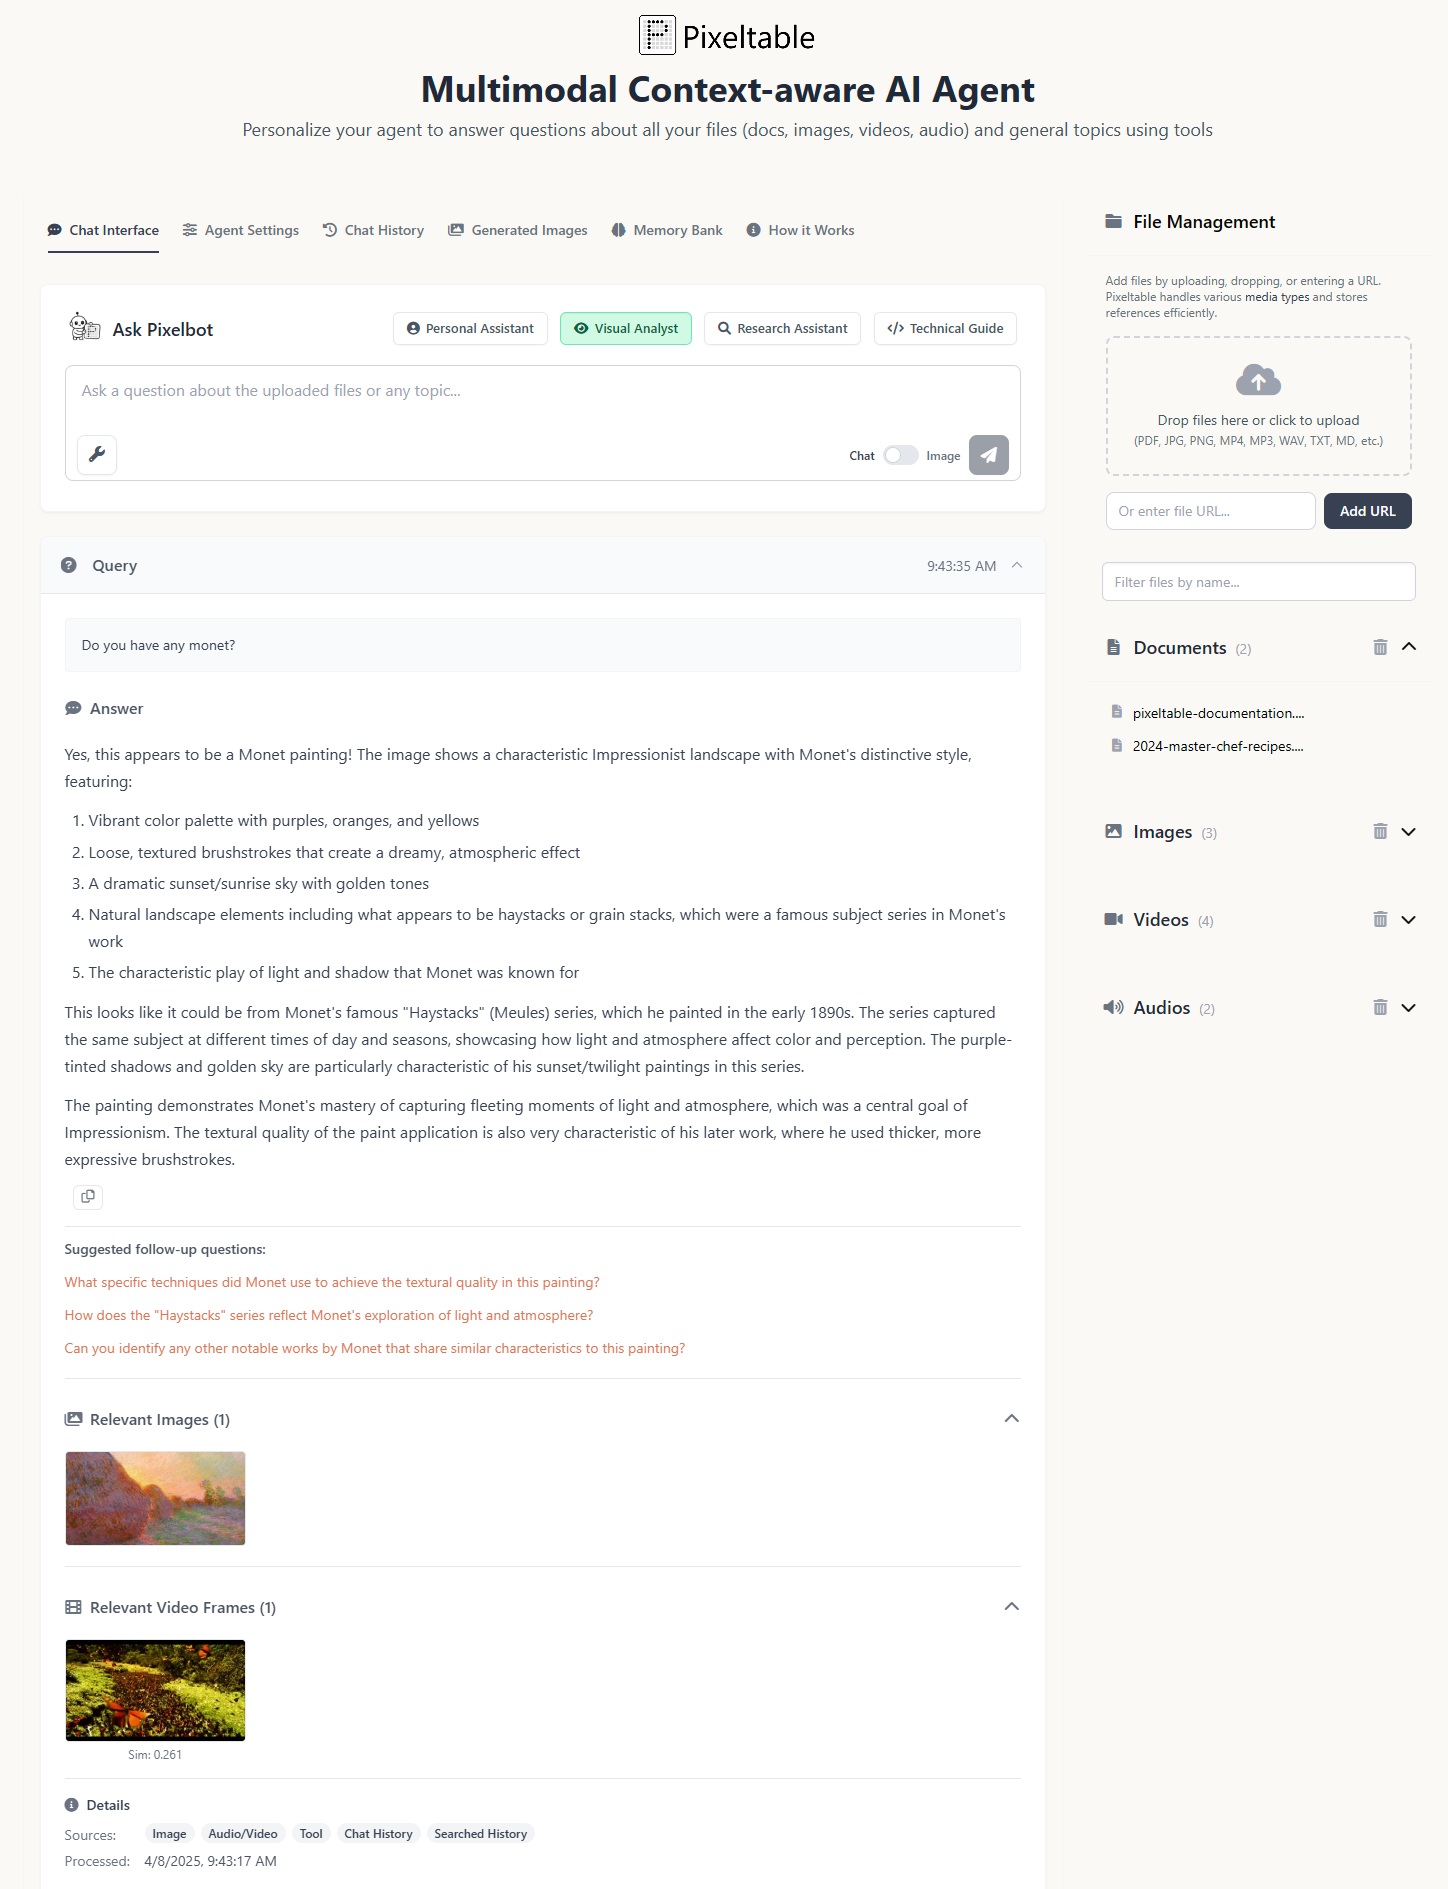 Pixeltable
Multimodal Context-aware AI Agent
Personalize your agent to answer questions about all your files (docs, images, videos, audio) and general topics using tools
Chat Interface
Agent Settings
Chat History
Generated Images
Memory Bank
How it Works
Ask Pixelbot
Personal Assistant
Visual Analyst
Research Assistant
Technical Guide
Ask a question about the uploaded files or any topic...
Chat
Image
Query
9:43:35 AM
Do you have any monet?
Answer
Yes, this appears to be a Monet painting! The image shows a characteristic Impressionist landscape with Monet's distinctive style,
featuring:
1. Vibrant color palette with purples, oranges, and yellows
2. Loose, textured brushstrokes that create a dreamy, atmospheric effect
3. A dramatic sunset/sunrise sky with golden tones
4. Natural landscape elements including what appears to be haystacks or grain stacks, which were a famous subject series in Monet's
work
5. The characteristic play of light and shadow that Monet was known for
This looks like it could be from Monet's famous "Haystacks" (Meules) series, which he painted in the early 1890s. The series captured
the same subject at different times of day and seasons, showcasing how light and atmosphere affect color and perception. The purple-
tinted shadows and golden sky are particularly characteristic of his sunset/twilight paintings in this series.
The painting demonstrates Monet's mastery of capturing fleeting moments of light and atmosphere, which was a central goal of
Impressionism. The textural quality of the paint application is also very characteristic of his later work, where he used thicker, more
expressive brushstrokes.
Suggested follow-up questions:
What specific techniques did Monet use to achieve the textural quality in this painting?
How does the "Haystacks" series reflect Monet's exploration of light and atmosphere?
Can you identify any other notable works by Monet that share similar characteristics to this painting?
Relevant Images (1)
Relevant Video Frames (1)
Sim: 0.261
Details
Sources: Image Audio/Video Tool Chat History Searched History
Processed: 4/8/2025, 9:43:17 AM
File Management
Add files by uploading, dropping, or entering a URL.
Pixeltable handles various media types and stores
references efficiently.
Drop files here or click to upload
(PDF, JPG, PNG, MP4, MP3, WAV, TXT, MD, etc.)
Or enter file URL...
Add URL
Filter files by name...
Documents (2)
pixeltable-documentation....
2024-master-chef-recipes....
Images (3)
Videos (4)
Audios (2)